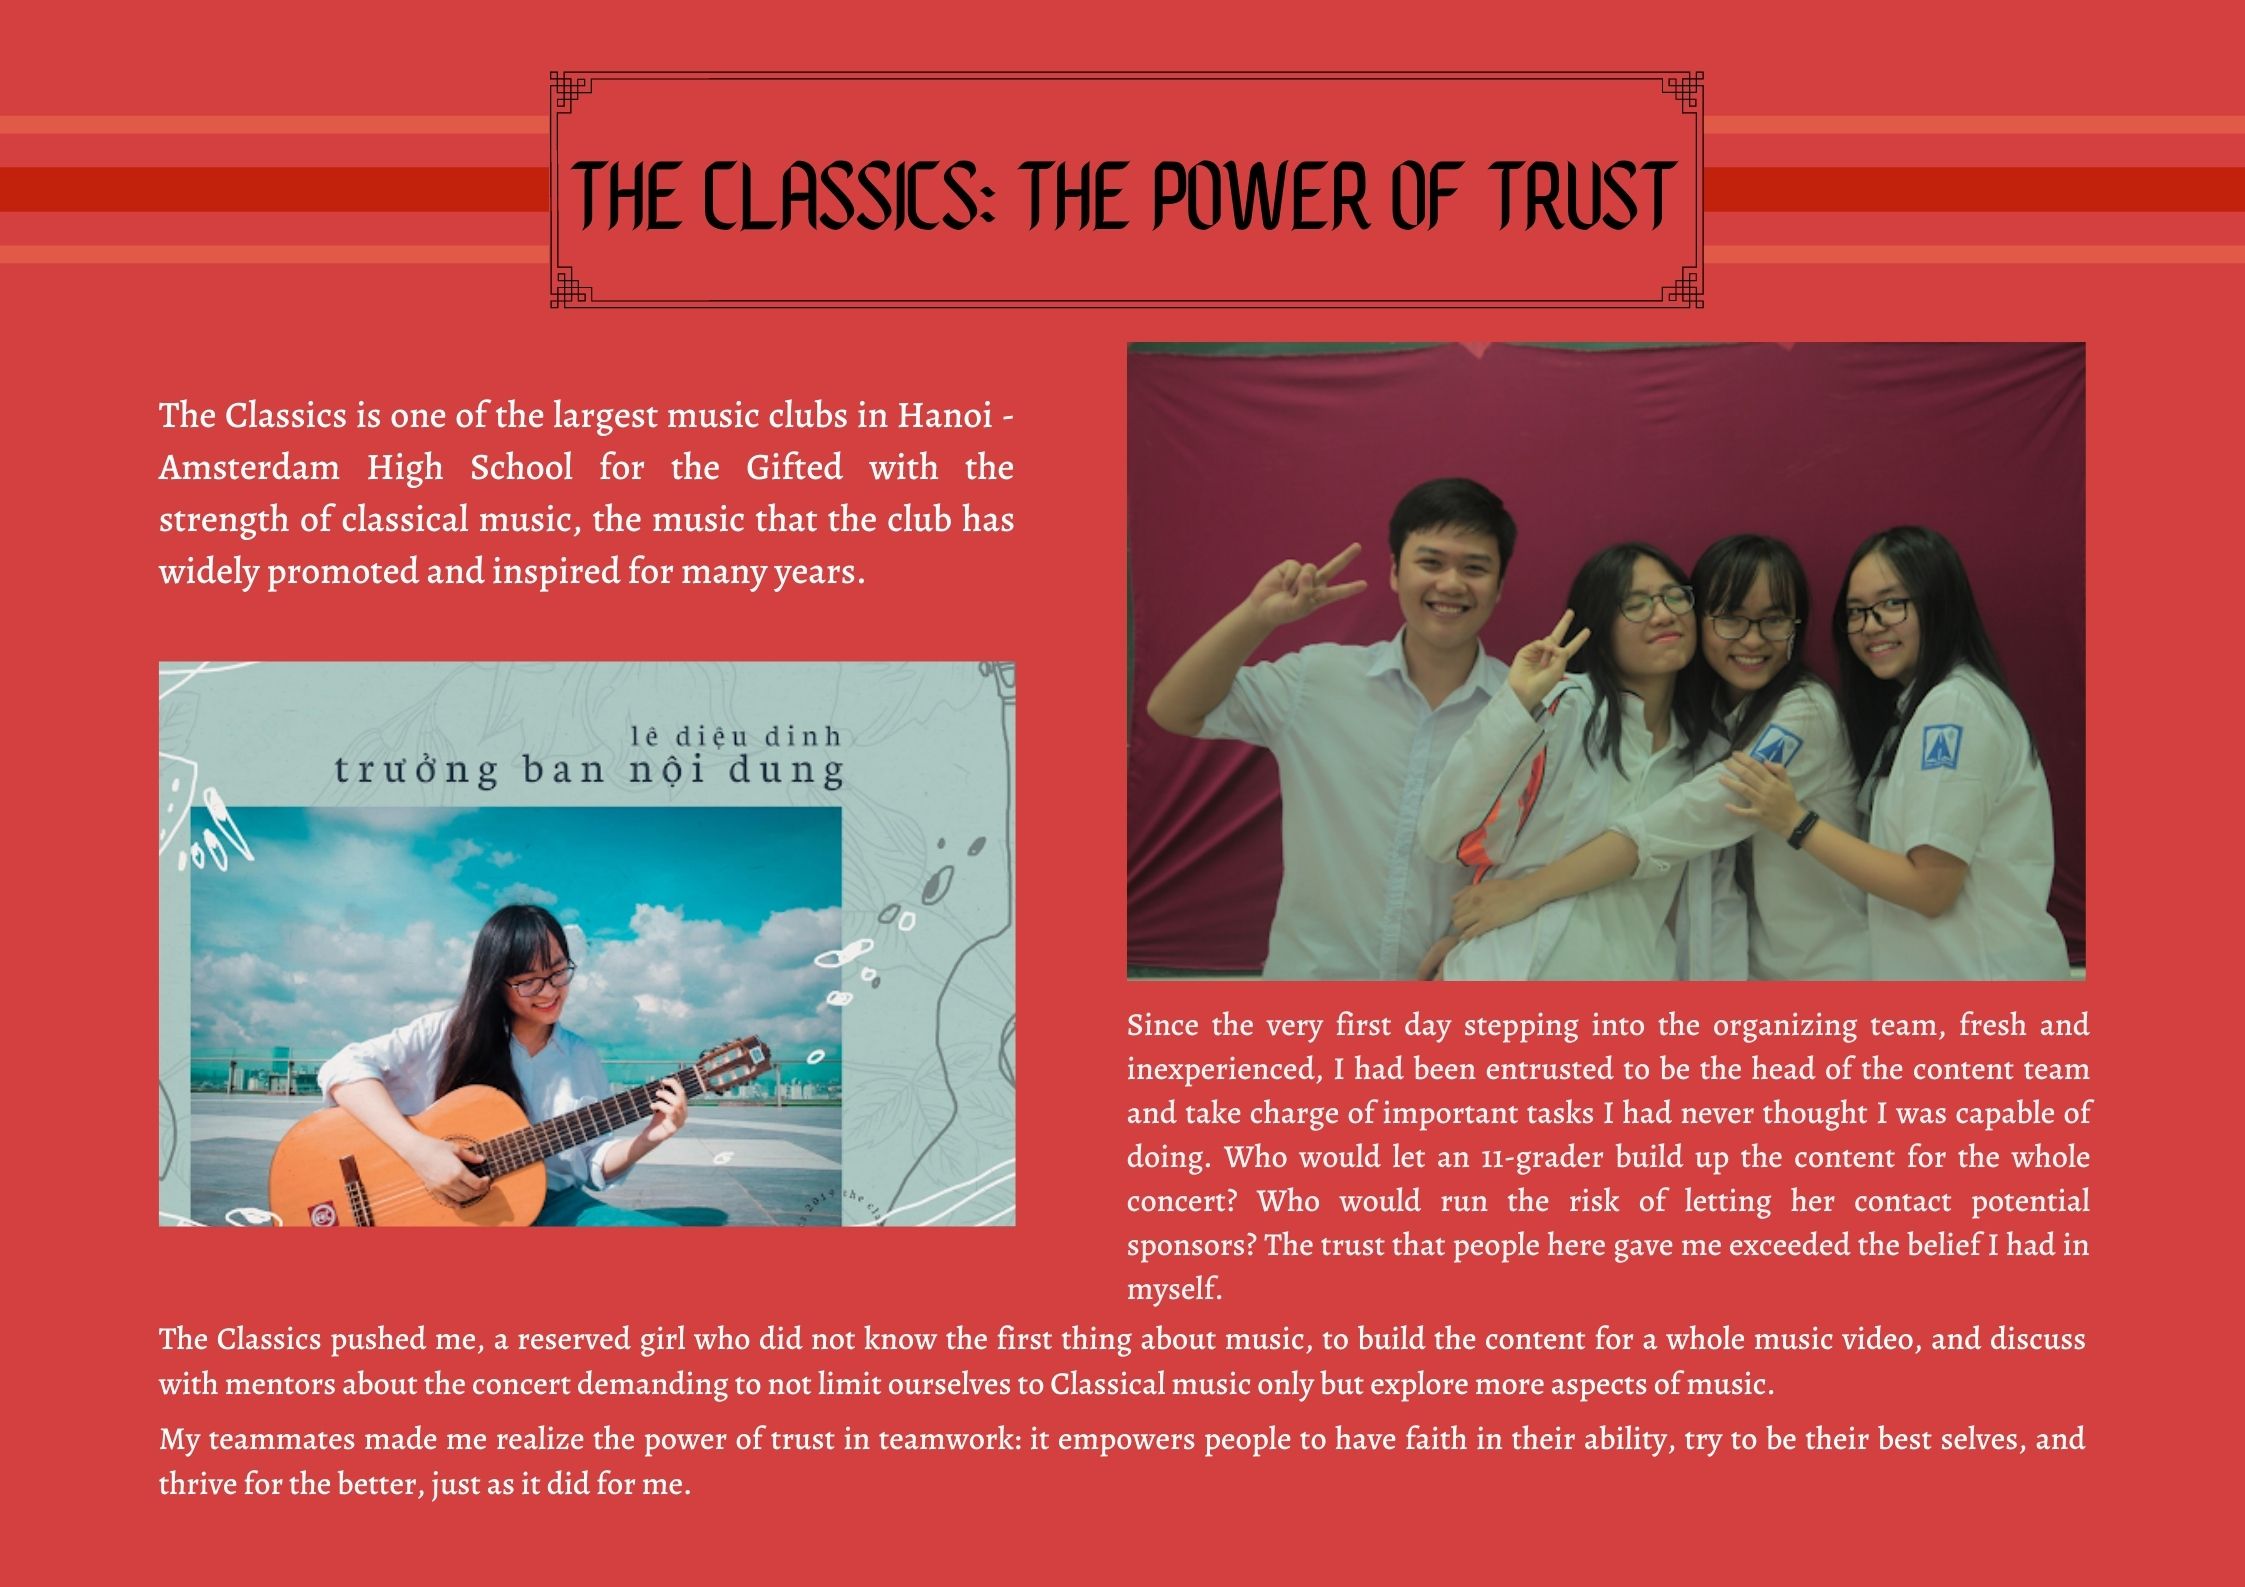 THE CLASSICS: THE POWER OF TRUST
The Classics is one of the largest music clubs in Hanoi -
Amsterdam High School for the Gifted with the
strength of classical music, the music that the club has
widely promoted and inspired for many years.
lê diệu dinh
trưởng ban nội dung
2019 the cla
Since the very first day stepping into the organizing team, fresh and
inexperienced, I had been entrusted to be the head of the content team
and take charge of important tasks I had never thought I was capable of
doing. Who would let an 11-grader build up the content for the whole
concert? Who would run the risk of letting her contact potential
sponsors? The trust that people here gave me exceeded the belief I had in
myself.
The Classics pushed me, a reserved girl who did not know the first thing about music, to build the content for a whole music video, and discuss
with mentors about the concert demanding to not limit ourselves to Classical music only but explore more aspects of music.
My teammates made me realize the power of trust in teamwork: it empowers people to have faith in their ability, try to be their best selves, and
thrive for the better, just as it did for me.